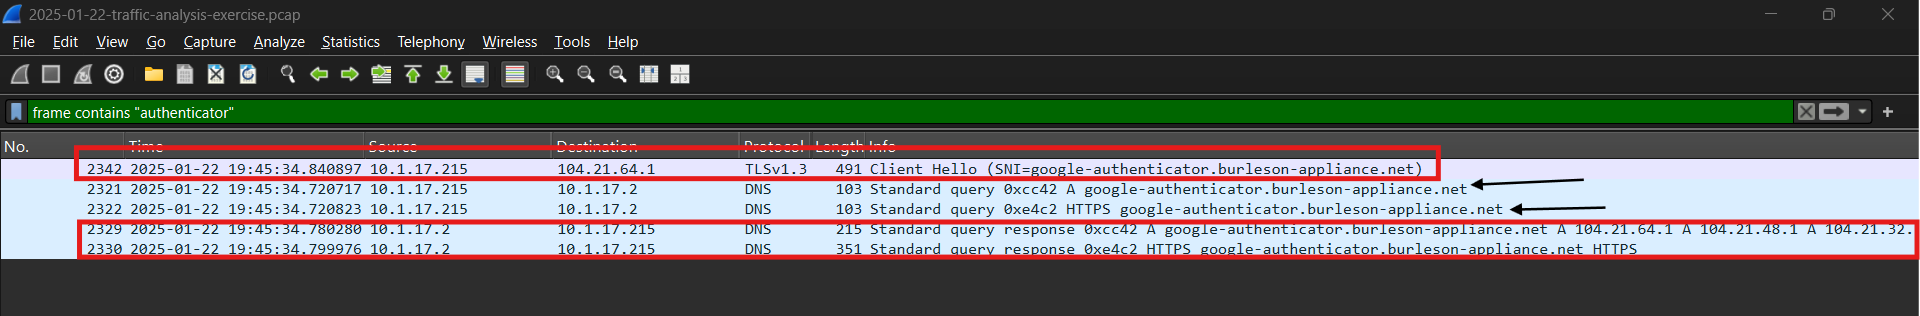 2025-01-22-traffic-analysis-exercise.pcap
File Edit View Go Capture Analyze Statistics Telephony Wireless Tools Help
frame contains "authenticator"
No. Time Source Destination Protocol Length Info
2342 2025-01-22 19:45:34.840897 10.1.17.215 104.21.64.1 TLSv1.3 491 Client Hello (SNI=google-authenticator.burleson-appliance.net)
2321 2025-01-22 19:45:34.720717 10.1.17.215 10.1.17.2 DNS 103 Standard query 0xcc42 A google-authenticator.burleson-appliance.net
2322 2025-01-22 19:45:34.720823 10.1.17.215 10.1.17.2 DNS 103 Standard query 0xe4c2 HTTPS google-authenticator.burleson-appliance.net
2329 2025-01-22 19:45:34.780280 10.1.17.2 10.1.17.215 DNS 215 Standard query response 0xcc42 A google-authenticator.burleson-appliance.net A 104.21.64.1 A 104.21.48.1 A 104.21.32.
2330 2025-01-22 19:45:34.799976 10.1.17.2 10.1.17.215 DNS 351 Standard query response 0xe4c2 HTTPS google-authenticator.burleson-appliance.net HTTPS